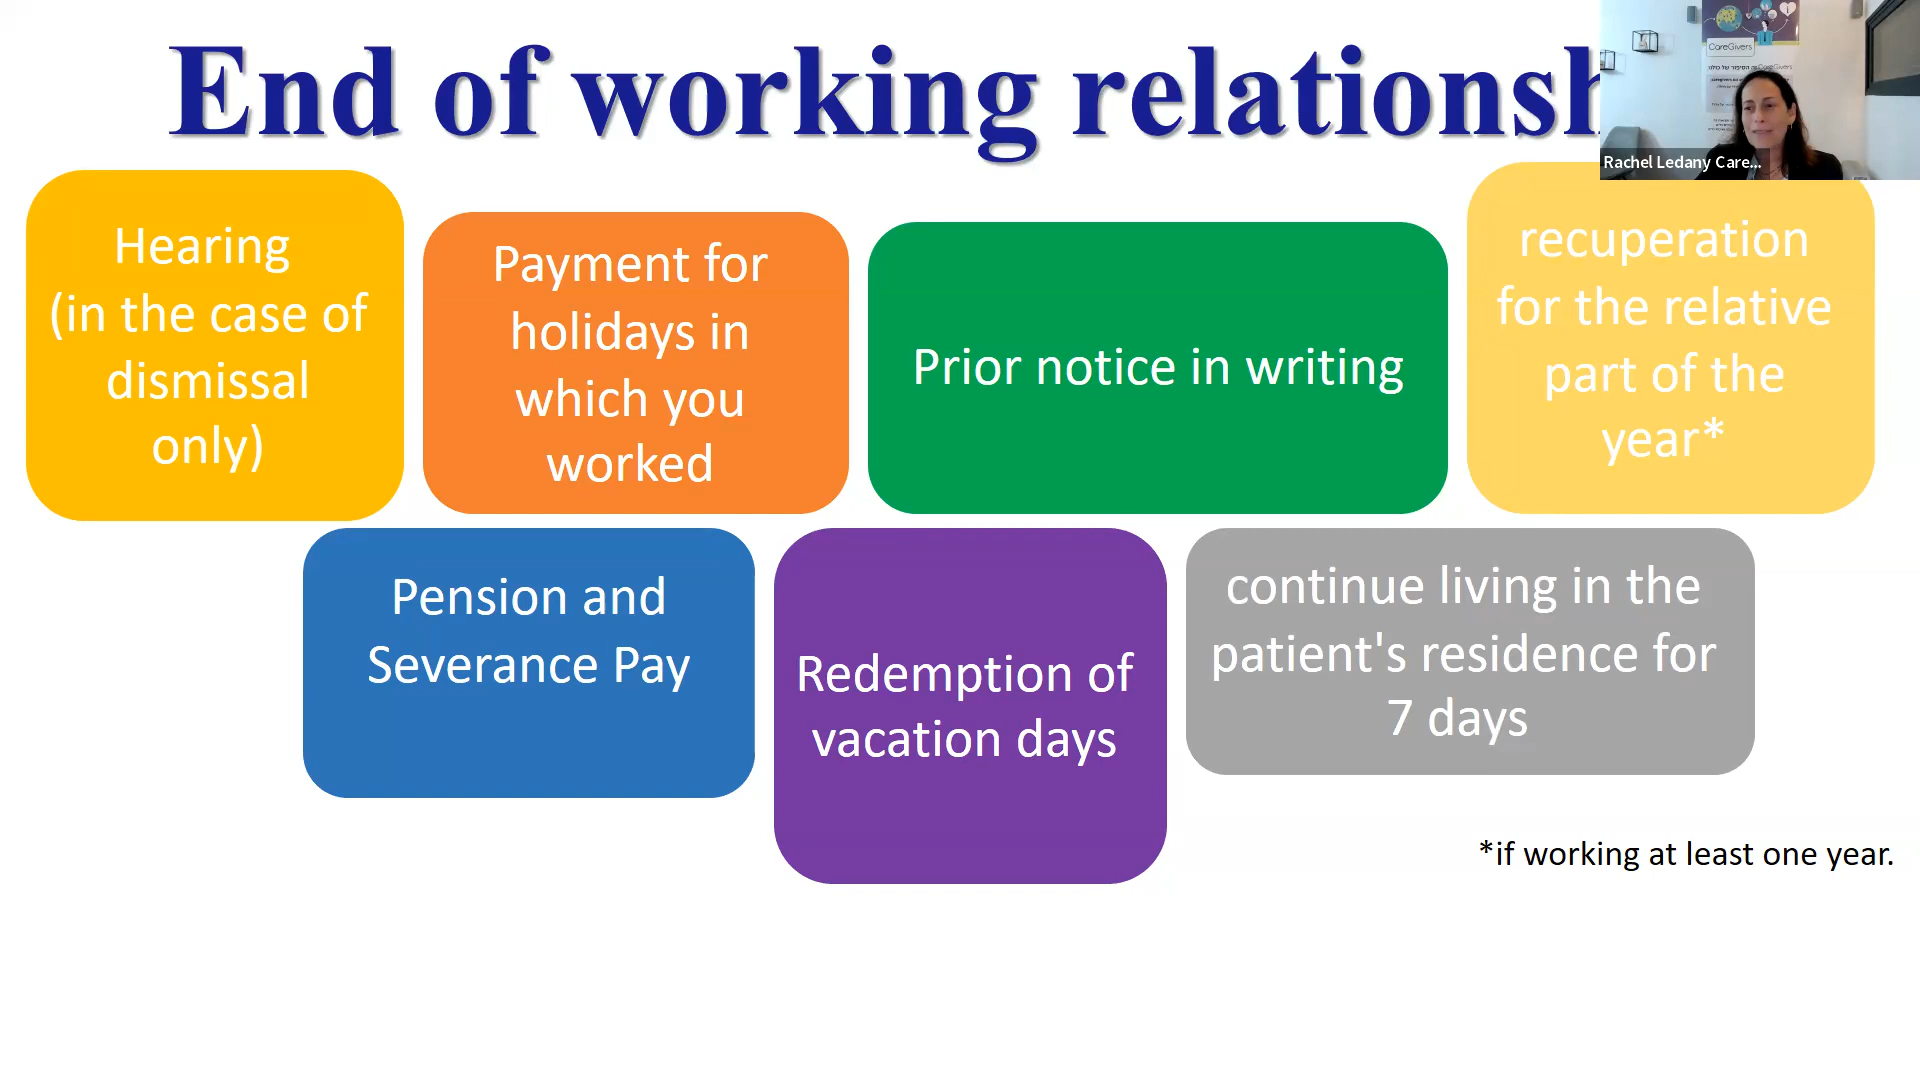 End of working relationsh
CareGivers
Rachel Ledany Care...
Hearing
(in the case of
dismissal
only)
Payment for
holidays in
which you
worked
Prior notice in writing
recuperation
for the relative
part of the
year*
Pension and
Severance Pay
Redemption of
vacation days
continue living in the
patient's residence for
7 days
*if working at least one year.